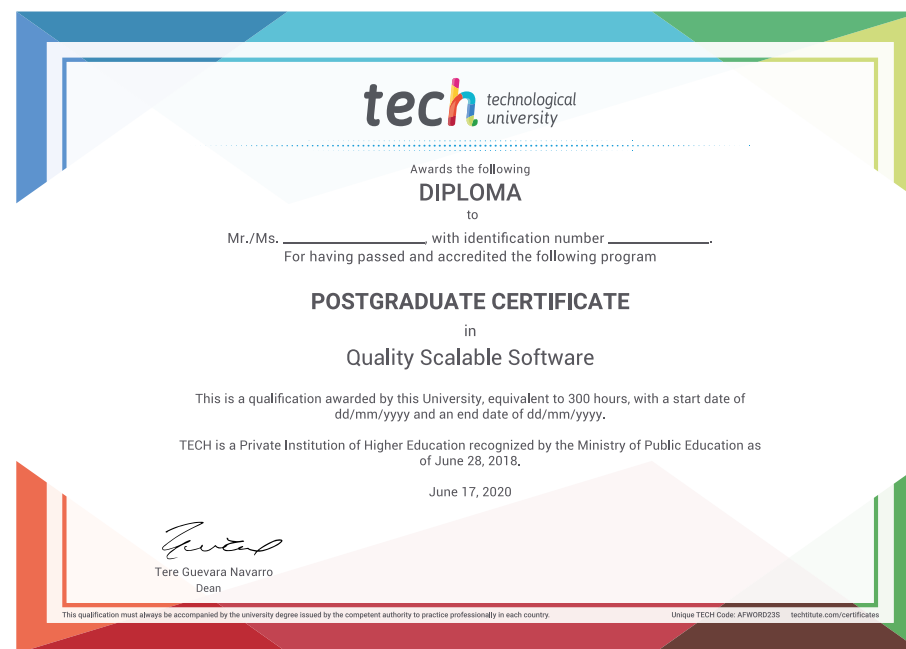 tech technological
university
Awards the following
DIPLOMA
to
Mr./Ms. ____________________, with identification number ______________.
For having passed and accredited the following program
POSTGRADUATE CERTIFICATE
in
Quality Scalable Software
This is a qualification awarded by this University, equivalent to 300 hours, with a start date of
dd/mm/yyyy and an end date of dd/mm/yyyy.
TECH is a Private Institution of Higher Education recognized by the Ministry of Public Education as
of June 28, 2018.
June 17, 2020
Tere Guevara Navarro
Dean
This qualification must always be accompanied by the university degree issued by the competent authority to practice professionally in each country.
Unique TECH Code: AFWORD23S techtitute.com/certificates